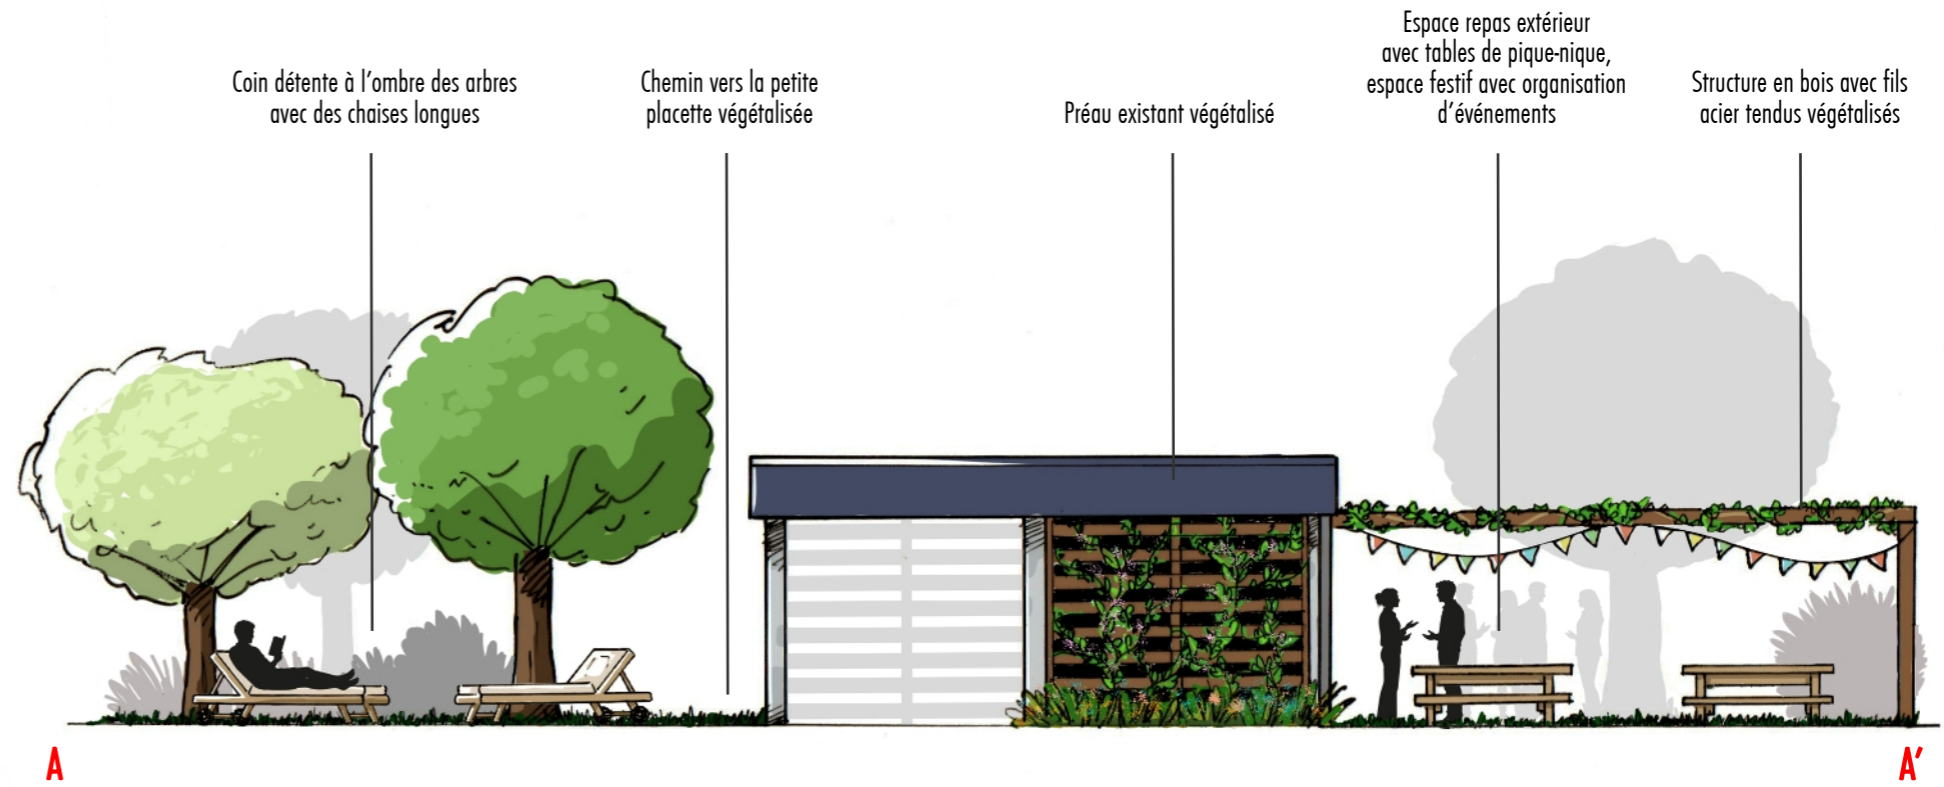 Coin détente à l'ombre des arbres
avec des chaises longues
Chemin vers la petite
placette végétalisée
Préau existant végétalisé
Espace repas extérieur
avec tables de pique-nique,
espace festif avec organisation
d'événements
Structure en bois avec fils
acier tendus végétalisés
A
A'